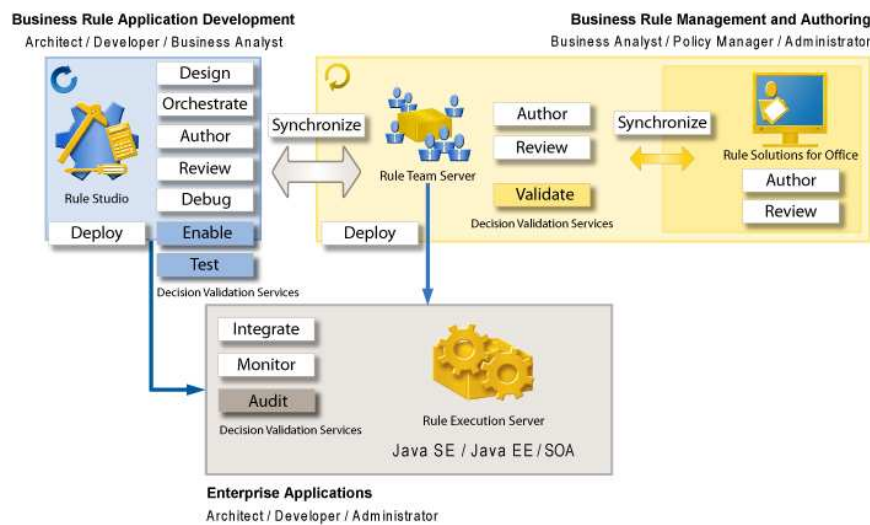 Business Rule Application Development
Architect / Developer / Business Analyst
Business Rule Management and Authoring
Business Analyst / Policy Manager / Administrator
Design
Orchestrate
Author
Review
Debug
Rule Studio
Deploy
Enable
Test
Decision Validation Services
Synchronize
Rule Team Server
Author
Review
Validate
Decision Validation Services
Deploy
Synchronize
Rule Solutions for Office
Author
Review
Integrate
Monitor
Audit
Decision Validation Services
Rule Execution Server
Java SE / Java EE / SOA
Enterprise Applications
Architect / Developer / Administrator